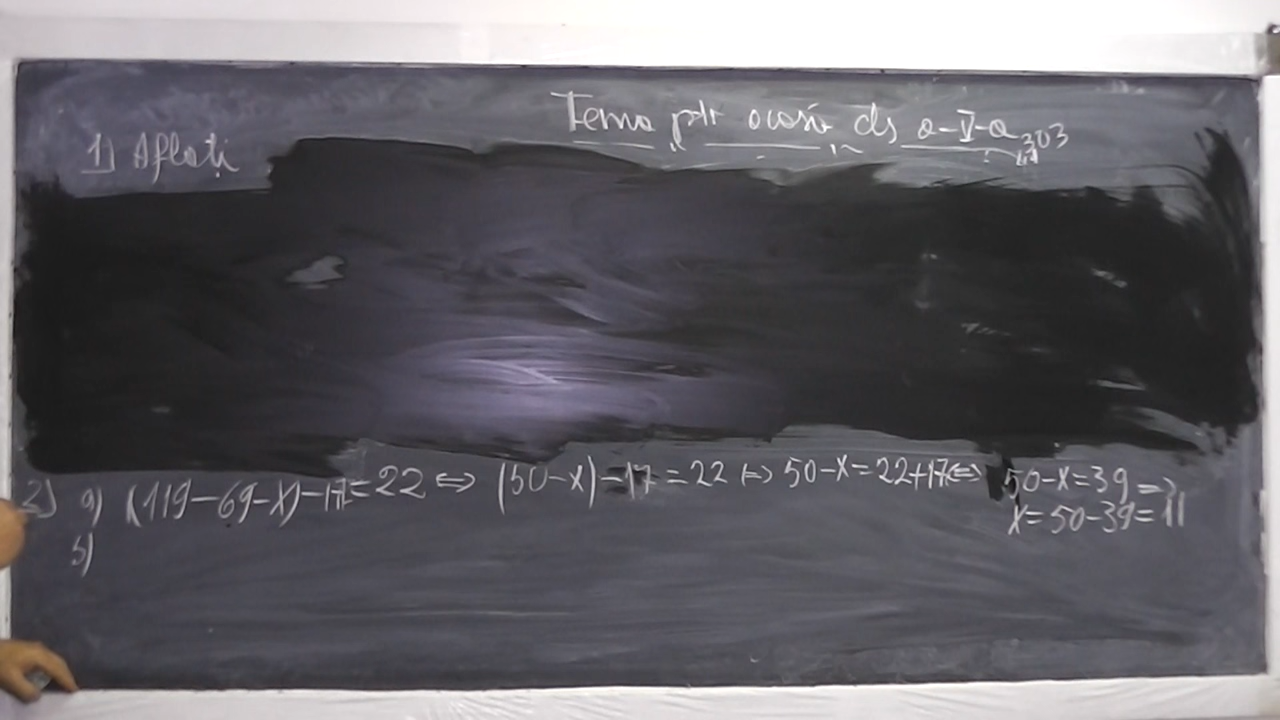 Tema ptr acasă cls a-V-a 303
1) Aflați
2) a) (119-69-x)-17=22 ⇔ (50-x)-17=22 ⇔ 50-x=22+17 ⇔ 50-x=39 ⇒
x=50-39=11
b)